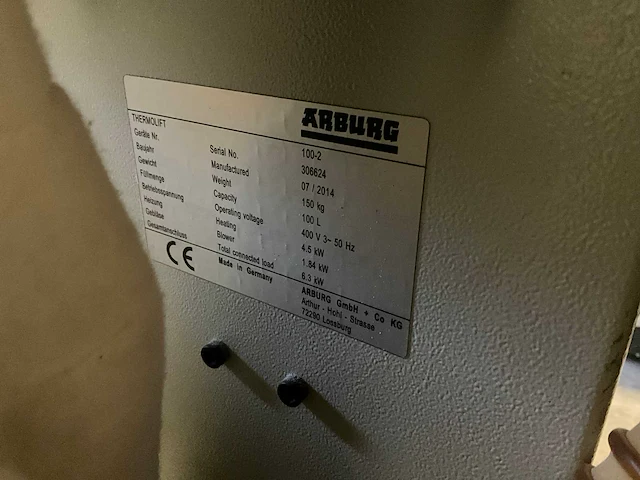 ARBURG
THERMOLIFT 100-2
Geräte Nr. Serial No. 306624
Baujahr Manufactured 07 / 2014
Gewicht Weight 150 kg
Füllmenge Capacity 100 L
Betriebsspannung Operating voltage 400 V 3~ 50 Hz
Heizung Heating 4.5 kW
Gebläse Blower 1.84 kW
Gesamtanschluss Total connected load 6.3 kW
CE Made in Germany ARBURG GmbH + Co KG
Arthur - Hehl - Strasse
72290 Lossburg